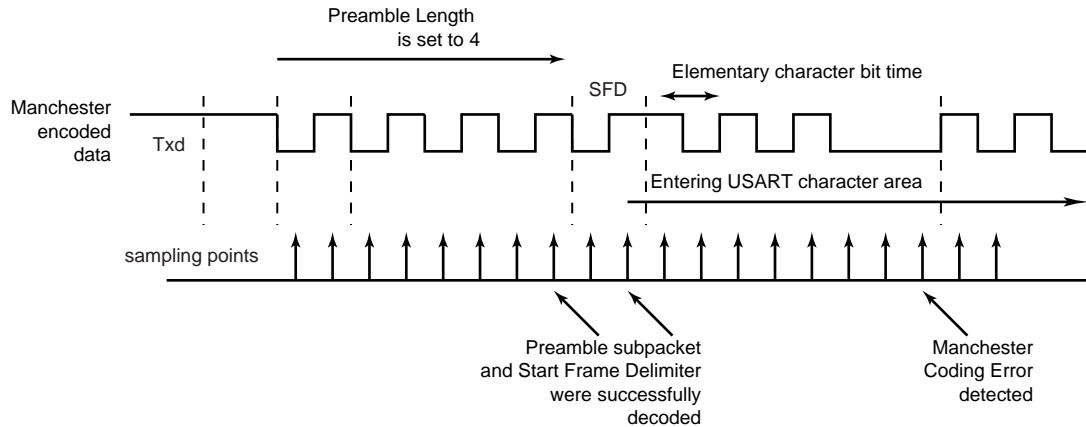 Preamble Length
is set to 4
Elementary character bit time
SFD
Manchester
encoded
data
Txd
Entering USART character area
sampling points
Preamble subpacket
and Start Frame Delimiter
were successfully
decoded
Manchester
Coding Error
detected